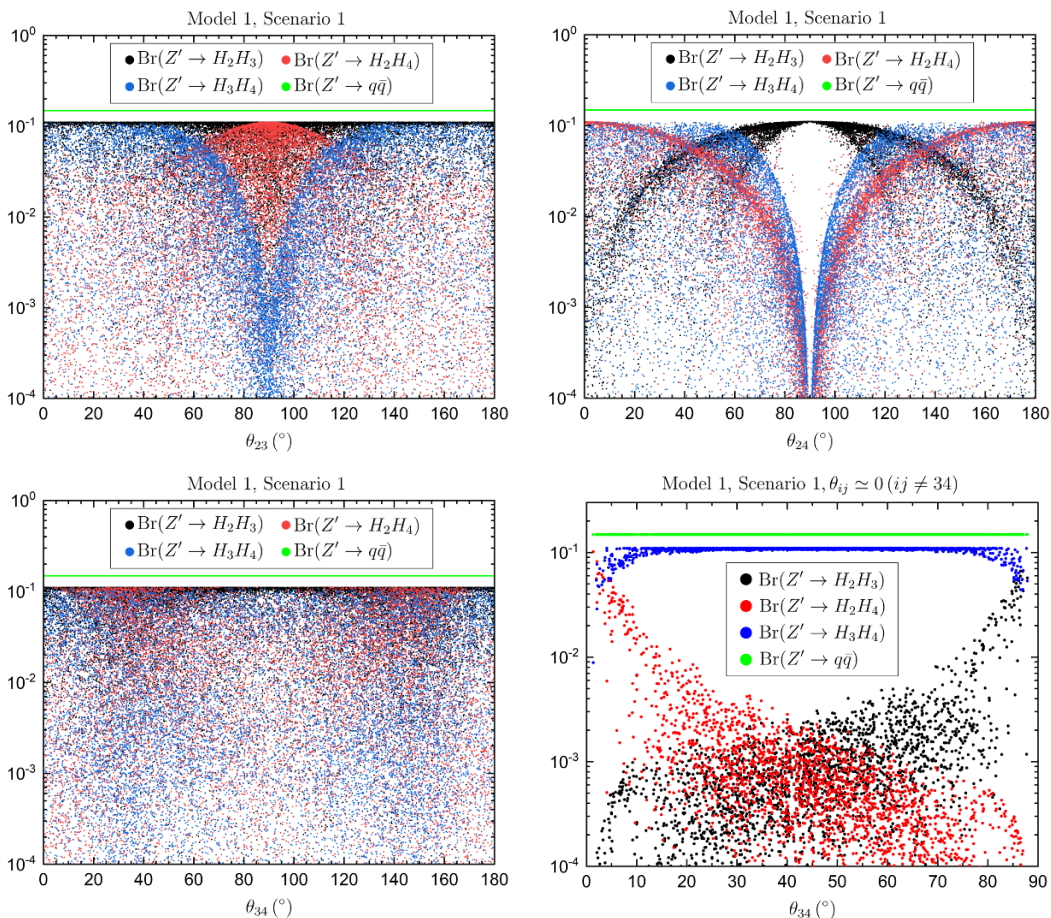 Model 1, Scenario 1
Br(Z′ → H₂H₃) Br(Z′ → H₂H₄)
Br(Z′ → H₃H₄) Br(Z′ → qq̄)
10⁰
10⁻¹
10⁻²
10⁻³
10⁻⁴
0 20 40 60 80 100 120 140 160 180
θ₂₃ (°)
Model 1, Scenario 1
Br(Z′ → H₂H₃) Br(Z′ → H₂H₄)
Br(Z′ → H₃H₄) Br(Z′ → qq̄)
10⁰
10⁻¹
10⁻²
10⁻³
10⁻⁴
0 20 40 60 80 100 120 140 160 180
θ₂₄ (°)
Model 1, Scenario 1
Br(Z′ → H₂H₃) Br(Z′ → H₂H₄)
Br(Z′ → H₃H₄) Br(Z′ → qq̄)
10⁰
10⁻¹
10⁻²
10⁻³
10⁻⁴
0 20 40 60 80 100 120 140 160 180
θ₃₄ (°)
Model 1, Scenario 1, θᵢⱼ ≃ 0 (ij ≠ 34)
Br(Z′ → H₂H₃)
Br(Z′ → H₂H₄)
Br(Z′ → H₃H₄)
Br(Z′ → qq̄)
10⁻¹
10⁻²
10⁻³
10⁻⁴
0 10 20 30 40 50 60 70 80 90
θ₃₄ (°)